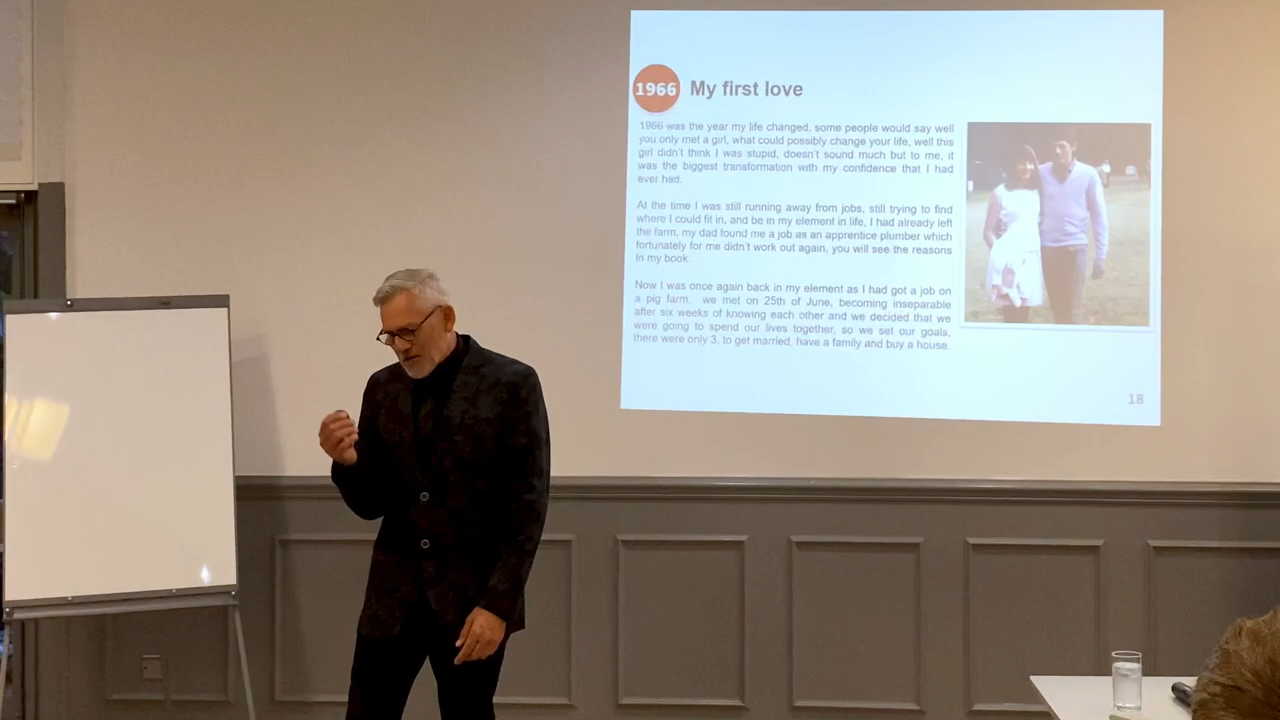 1966 My first love
1966 was the year my life changed, some people would say well
you only met a girl, what could possibly change your life, well this
girl didn't think I was stupid, doesn't sound much but to me, it
was the biggest transformation with my confidence that I had
ever had.
At the time I was still running away from jobs, still trying to find
where I could fit in, and be in my element in life, I had already left
the farm, my dad found me a job as an apprentice plumber which
fortunately for me didn't work out again, you will see the reasons
in my book.
Now I was once again back in my element as I had got a job on
a pig farm, we met on 25th of June, becoming inseparable
after six weeks of knowing each other and we decided that we
were going to spend our lives together, so we set our goals,
there were only 3, to get married, have a family and buy a house.
18